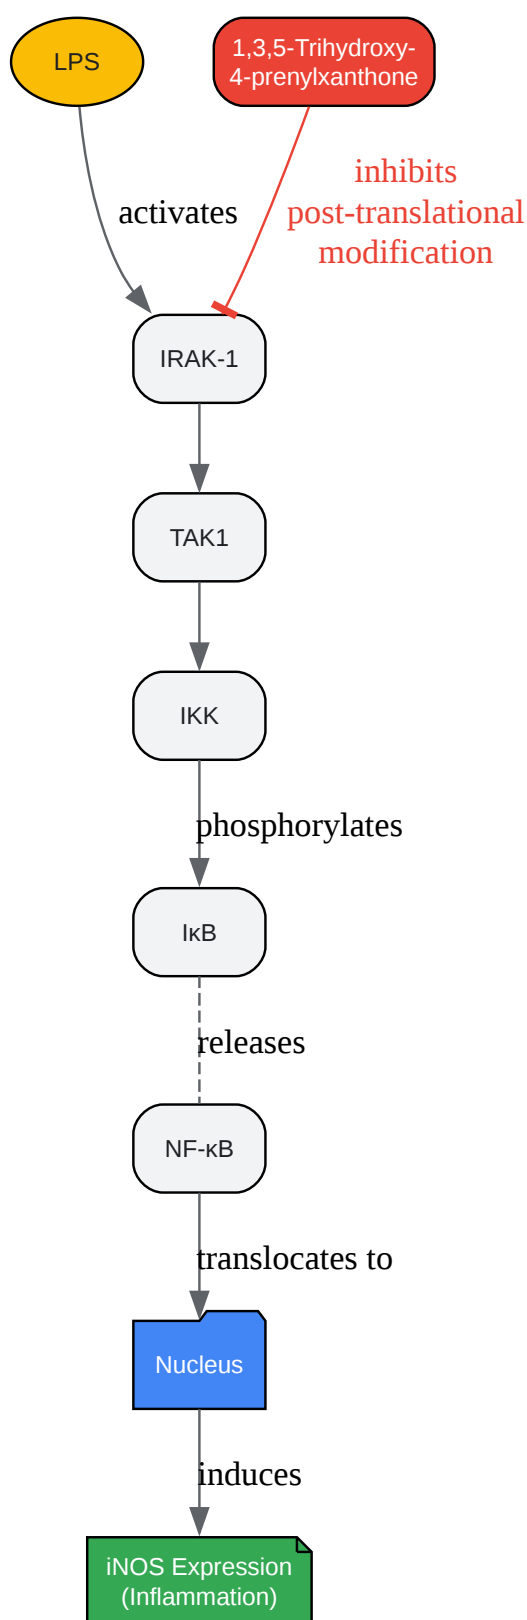 LPS
1,3,5-Trihydroxy-
4-prenylxanthone
activates
inhibits
post-translational
modification
IRAK-1
TAK1
IKK
phosphorylates
IκB
releases
NF-κB
translocates to
Nucleus
induces
iNOS Expression
(Inflammation)